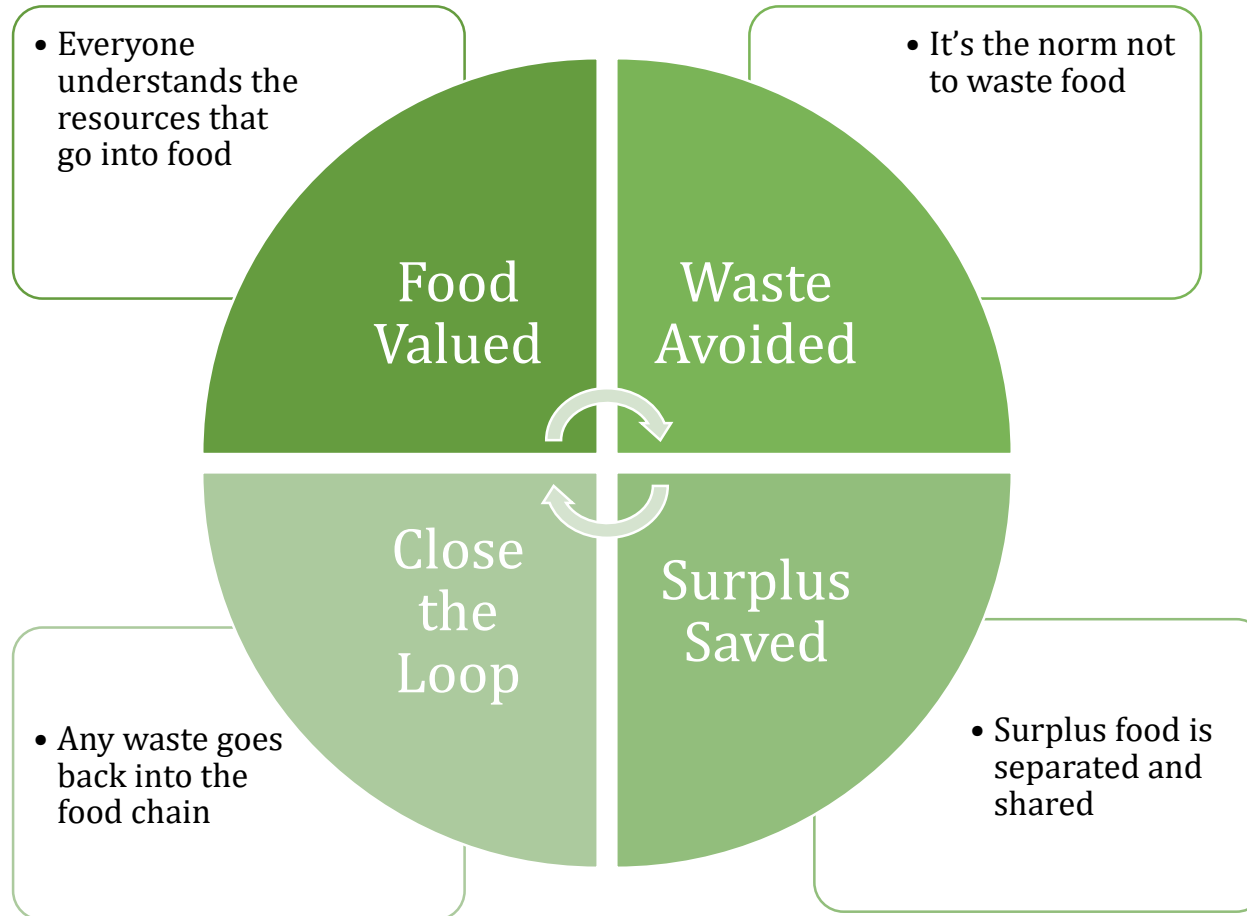 • Everyone
understands the
resources that
go into food
• It’s the norm not
to waste food
Food
Valued
Waste
Avoided
Close
the
Loop
Surplus
Saved
• Any waste goes
back into the
food chain
• Surplus food is
separated and
shared